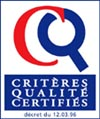 CRITÈRES
QUALITÉ
CERTIFIÉS
décret du 12.03.96